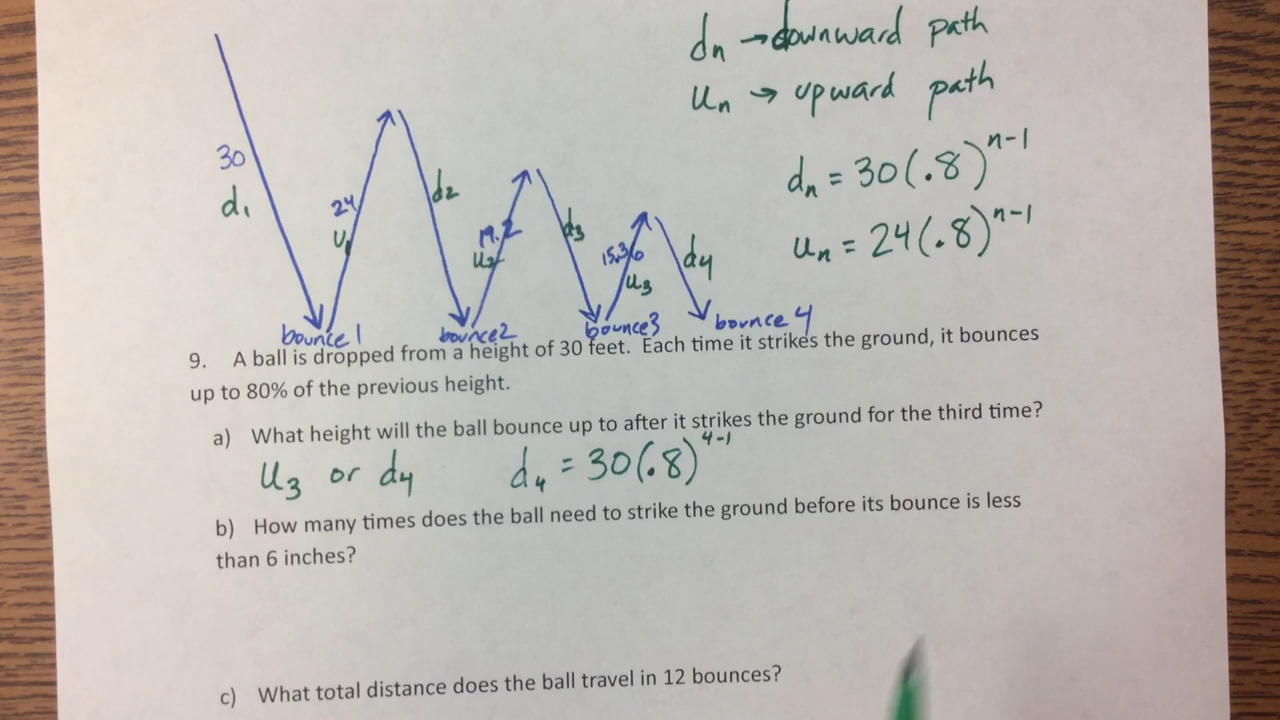 dn → downward path
un → upward path
dn = 30(.8)^n-1
un = 24(.8)^n-1
30
d1
24
u1
d2
19.2
u2
d3
15.36
u3
d4
bounce 1
bounce 2
bounce 3
bounce 4
9. A ball is dropped from a height of 30 feet. Each time it strikes the ground, it bounces
up to 80% of the previous height.
a) What height will the ball bounce up to after it strikes the ground for the third time?
u3 or d4 d4 = 30(.8)^4-1
b) How many times does the ball need to strike the ground before its bounce is less
than 6 inches?
c) What total distance does the ball travel in 12 bounces?